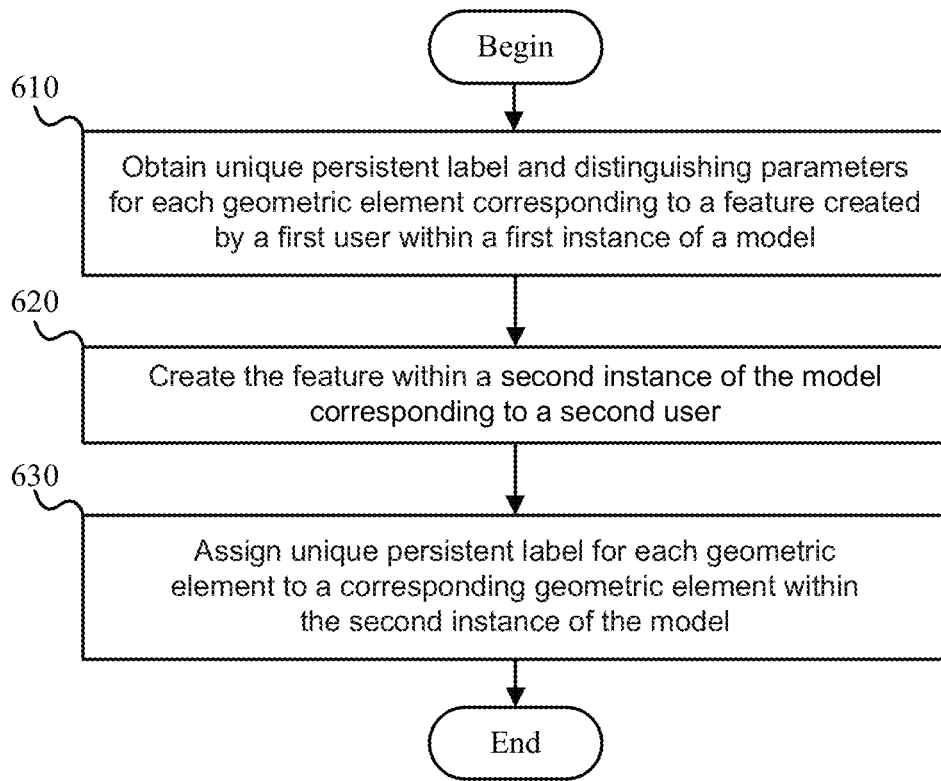 Begin
610
Obtain unique persistent label and distinguishing parameters
for each geometric element corresponding to a feature created
by a first user within a first instance of a model
620
Create the feature within a second instance of the model
corresponding to a second user
630
Assign unique persistent label for each geometric
element to a corresponding geometric element within
the second instance of the model
End